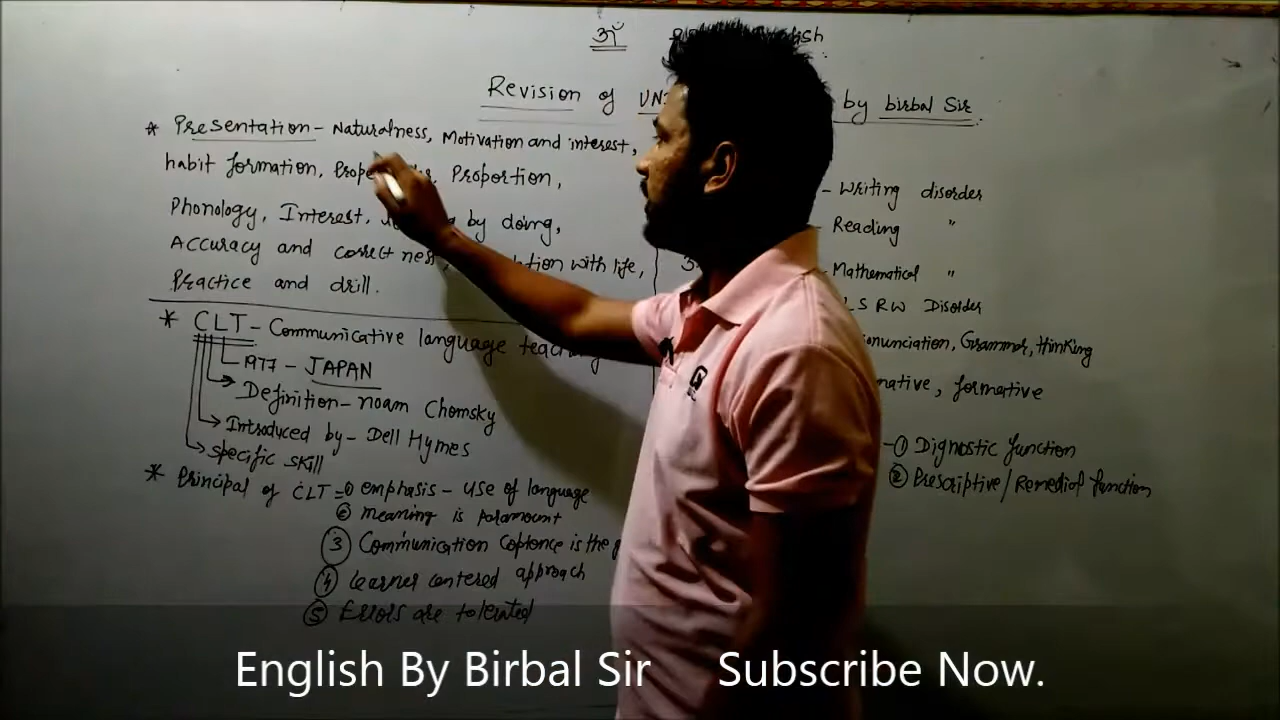 ॐ
Revision of by birbal Sir
* Presentation - Naturalness, Motivation and interest,
habit formation, Proportion,
Phonology, Interest, by doing,
Accuracy and correctness, with life,
Practice and drill.
* CLT - Communicative language teaching
1977 - JAPAN
Definition - noam Chomsky
Introduced by - Dell Hymes
specific skill
* Principal of CLT = ① emphasis - use of language
② meaning is paramount
③ Communication is the
④ learner centered approach
⑤ Errors are tolerated
- Writing disorder
- Reading "
- Mathematical "
LSRW Disorder
Grammar, thinking
formative
- ① Dignostic function
② Prescriptive/Remedial function
English By Birbal Sir Subscribe Now.